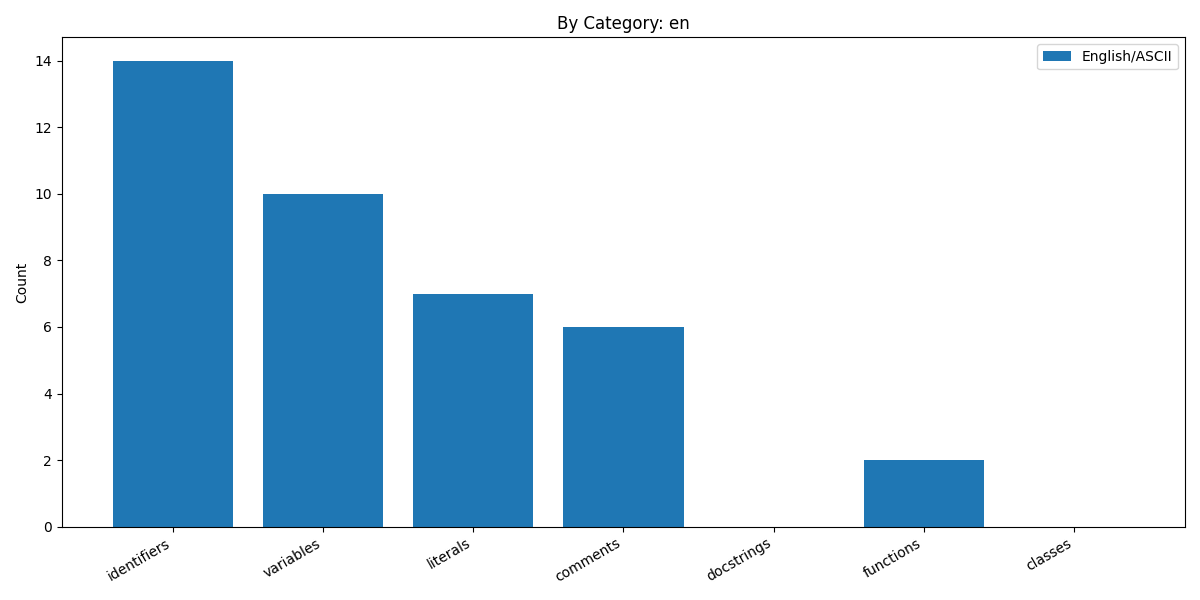 By Category: en
English/ASCII
Count
14
12
10
8
6
4
2
0
identifiers
variables
literals
comments
docstrings
functions
classes